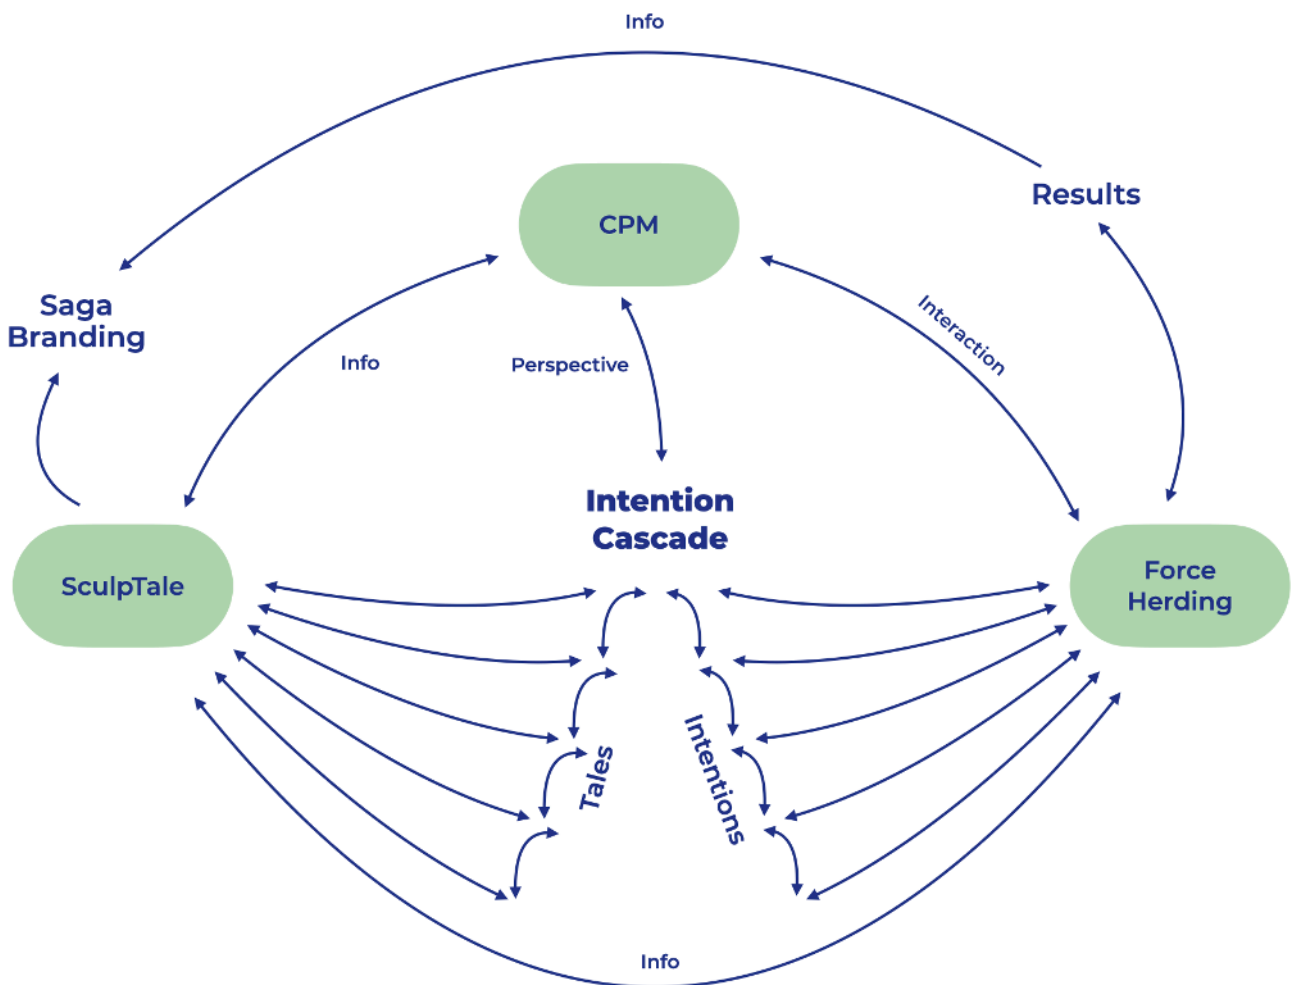 Info
Results
CPM
Saga
Branding
Interaction
Info
Perspective
Intention
Cascade
SculpTale
Force
Herding
Tales
Intentions
Info